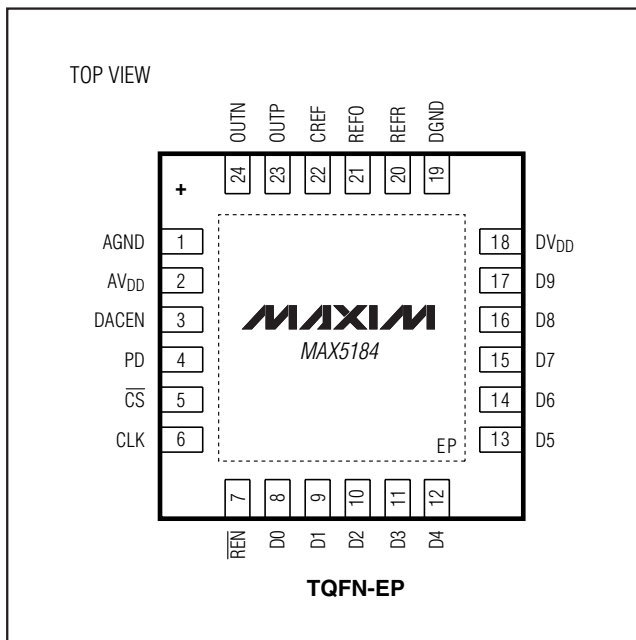 TOP VIEW
OUTN OUTP CREF REFO REFR DGND
24 23 22 21 20 19
+
AGND 1 18 DVDD
AVDD 2 17 D9
DACEN 3 16 D8
MAXIM
MAX5184
PD 4 15 D7
CS 5 14 D6
CLK 6 13 D5
EP
7 8 9 10 11 12
REN D0 D1 D2 D3 D4
TQFN-EP